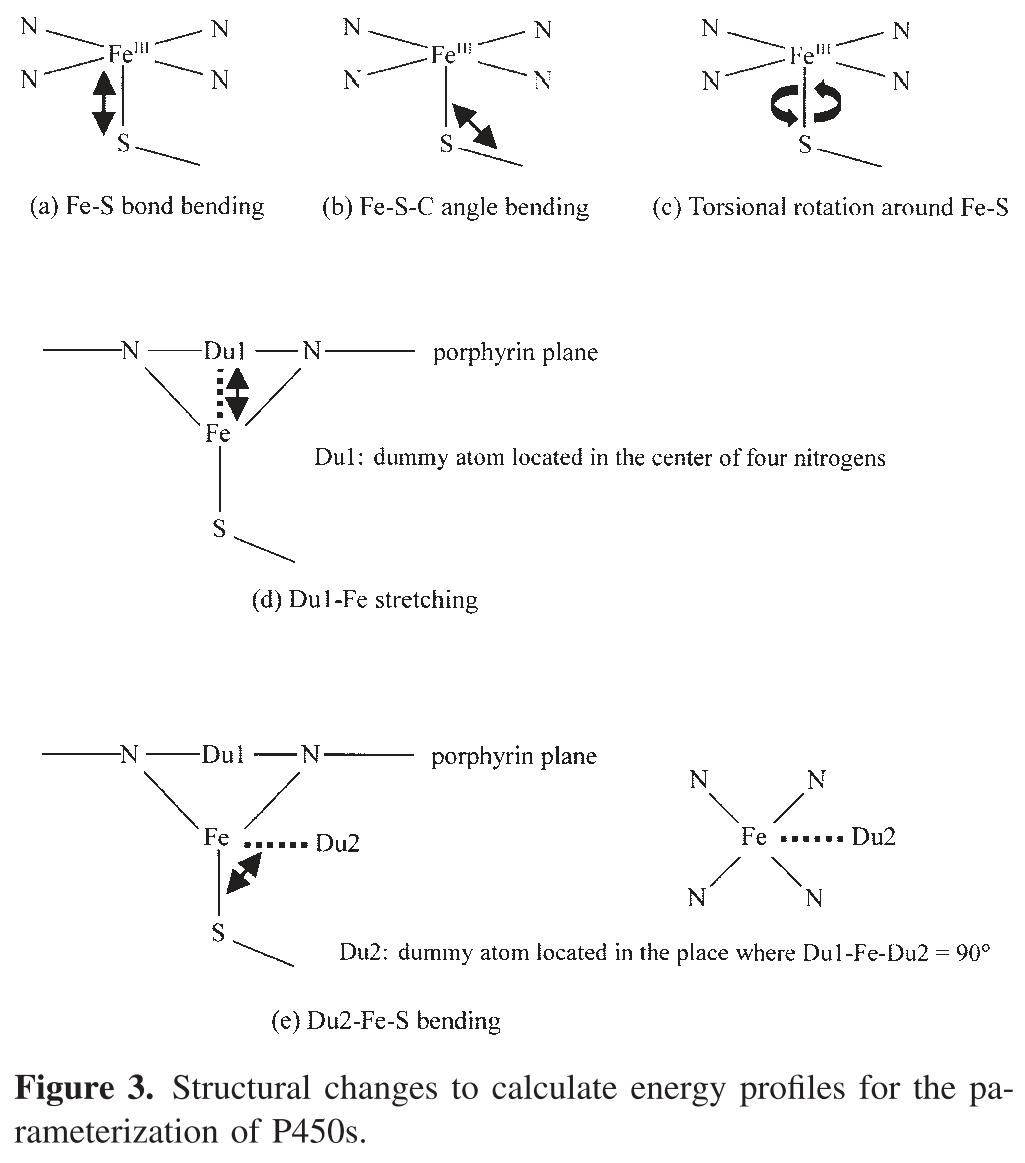 N N N N N N
Fe^III Fe^III Fe^III
N N N N N N
S S S
(a) Fe-S bond bending (b) Fe-S-C angle bending (c) Torsional rotation around Fe-S
N Du1 N porphyrin plane
Fe
Du1: dummy atom located in the center of four nitrogens
S
(d) Du1-Fe stretching
N Du1 N porphyrin plane
N N
Fe Du2 Fe Du2
N N
S
Du2: dummy atom located in the place where Du1-Fe-Du2 = 90°
(e) Du2-Fe-S bending
Figure 3. Structural changes to calculate energy profiles for the pa-
rameterization of P450s.